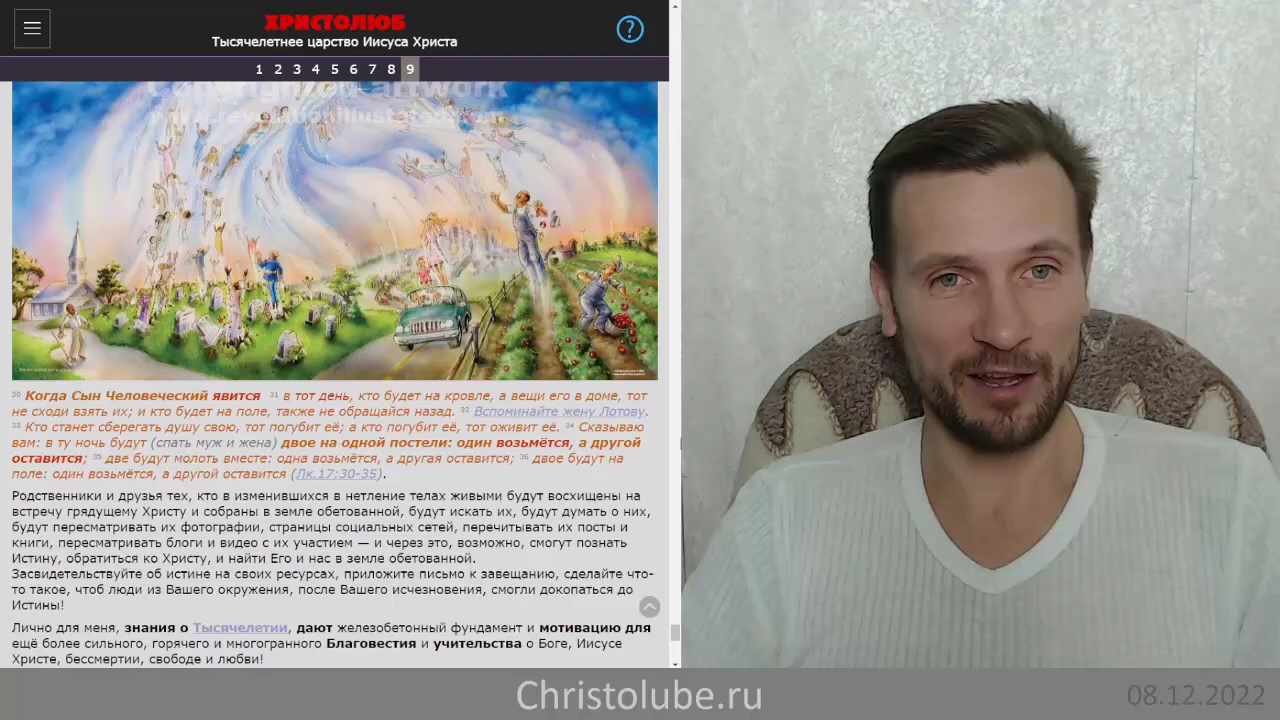 ХРИСТОЛЮБ
Тысячелетнее царство Иисуса Христа
?
1 2 3 4 5 6 7 8 9
Copyrighted artwork
30 Когда Сын Человеческий явится 31 в тот день, кто будет на кровле, а вещи его в доме, тот
не сходи взять их; и кто будет на поле, также не обращайся назад. 32 Вспоминайте жену Лотову.
33 Кто станет сберегать душу свою, тот погубит её; а кто погубит её, тот оживит её. 34 Сказываю
вам: в ту ночь будут (спать муж и жена) двое на одной постели: один возьмётся, а другой
оставится; 35 две будут молоть вместе: одна возьмётся, а другая оставится; 36 двое будут на
поле: один возьмётся, а другой оставится (Лк.17:30-35).
Родственники и друзья тех, кто в изменившихся в нетление телах живыми будут восхищены на
встречу грядущему Христу и собраны в земле обетованной, будут искать их, будут думать о них,
будут пересматривать их фотографии, страницы социальных сетей, перечитывать их посты и
книги, пересматривать блоги и видео с их участием — и через это, возможно, смогут познать
Истину, обратиться ко Христу, и найти Его и нас в земле обетованной.
Засвидетельствуйте об истине на своих ресурсах, приложите письмо к завещанию, сделайте что-
то такое, чтоб люди из Вашего окружения, после Вашего исчезновения, смогли докопаться до
Истины!
Лично для меня, знания о Тысячелетии, дают железобетонный фундамент и мотивацию для
ещё более сильного, горячего и многогранного Благовестия и учительства о Боге, Иисусе
Христе, бессмертии, свободе и любви!
Christolube.ru
08.12.2022